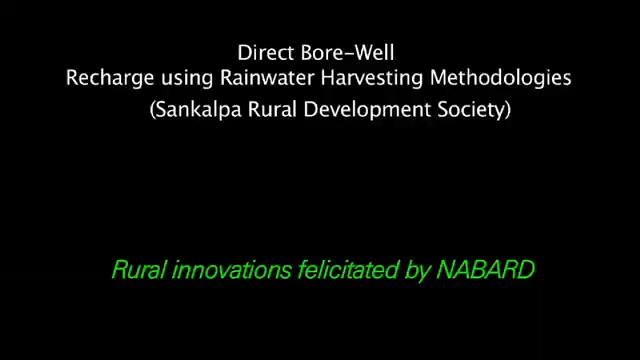 Direct Bore-Well
Recharge using Rainwater Harvesting Methodologies
(Sankalpa Rural Development Society)
Rural innovations felicitated by NABARD